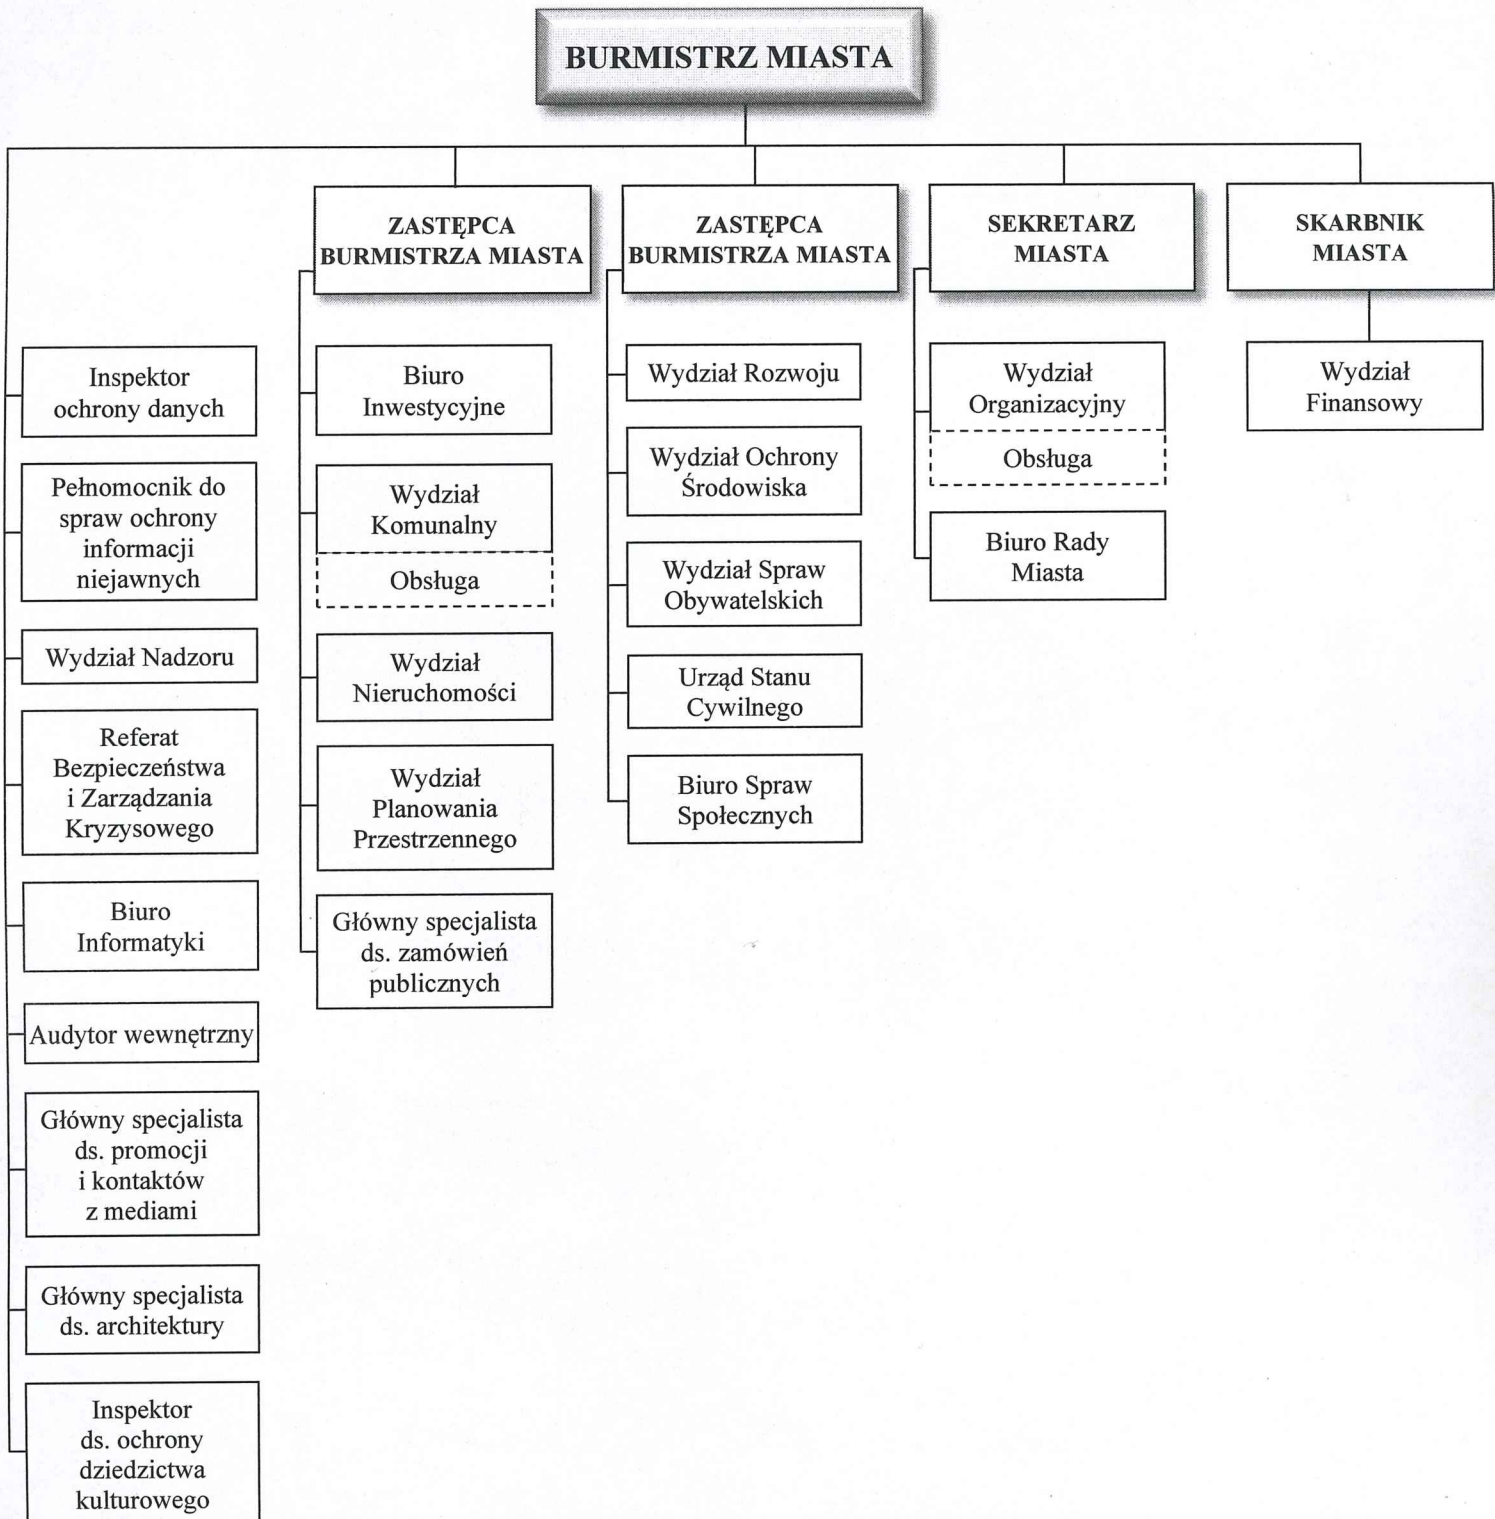 BURMISTRZ MIASTA
ZASTĘPCA
BURMISTRZA MIASTA
ZASTĘPCA
BURMISTRZA MIASTA
SEKRETARZ
MIASTA
SKARBNIK
MIASTA
Inspektor
ochrony danych
Pełnomocnik do
spraw ochrony
informacji
niejawnych
Wydział Nadzoru
Referat
Bezpieczeństwa
i Zarządzania
Kryzysowego
Biuro
Informatyki
Audytor wewnętrzny
Główny specjalista
ds. promocji
i kontaktów
z mediami
Główny specjalista
ds. architektury
Inspektor
ds. ochrony
dziedzictwa
kulturowego
Biuro
Inwestycyjne
Wydział
Komunalny
Obsługa
Wydział
Nieruchomości
Wydział
Planowania
Przestrzennego
Główny specjalista
ds. zamówień
publicznych
Wydział Rozwoju
Wydział Ochrony
Środowiska
Wydział Spraw
Obywatelskich
Urząd Stanu
Cywilnego
Biuro Spraw
Społecznych
Wydział
Organizacyjny
Obsługa
Biuro Rady
Miasta
Wydział
Finansowy